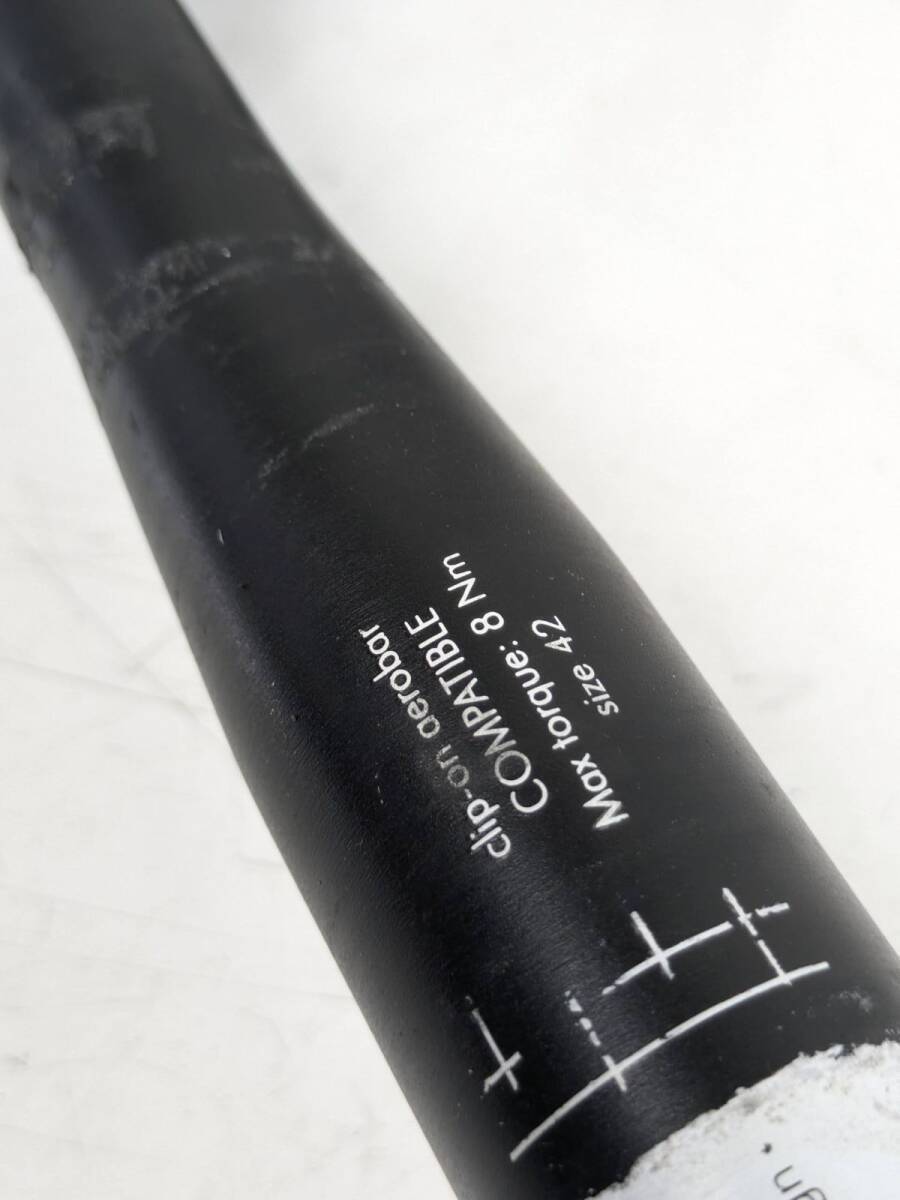 clip-on aerobar
COMPATIBLE
Max torque: 8 Nm
size 42